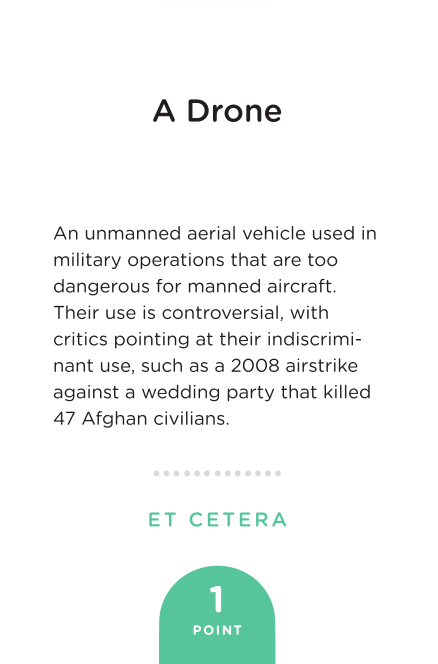 A Drone
An unmanned aerial vehicle used in
military operations that are too
dangerous for manned aircraft.
Their use is controversial, with
critics pointing at their indiscrimi-
nant use, such as a 2008 airstrike
against a wedding party that killed
47 Afghan civilians.
ET CETERA
1
POINT